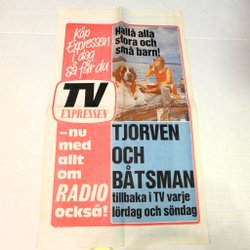 Köp
Expressen
i dag
så får du
TV
EXPRESSEN
–nu
med
allt
om
RADIO
också!
Hallå alla
stora och
små barn!
TJORVEN
OCH
BÅTSMAN
tillbaka i TV varje
lördag och söndag